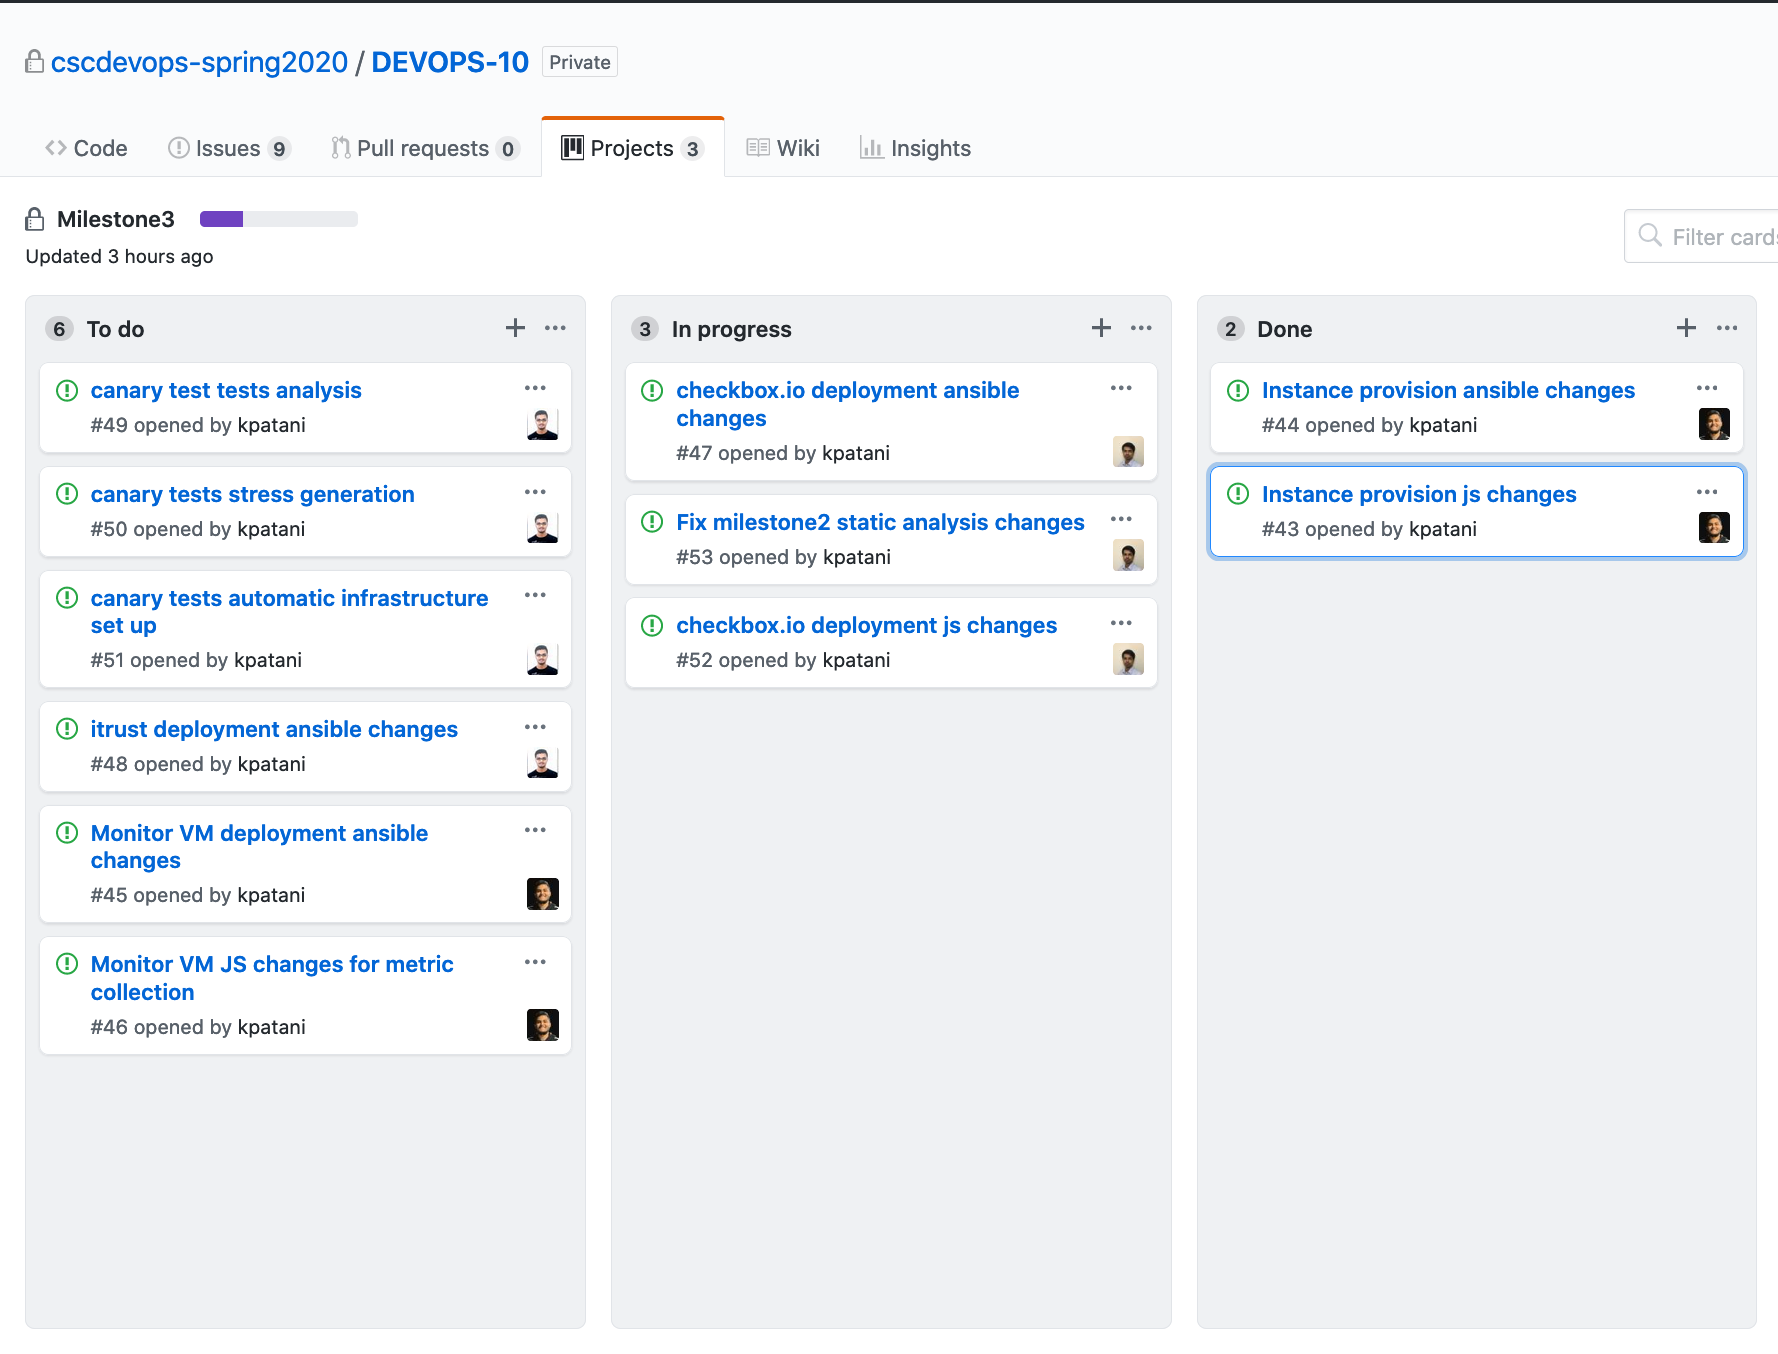 cscdevops-spring2020 / DEVOPS-10 Private
Code Issues 9 Pull requests 0 Projects 3 Wiki Insights
Milestone3
Updated 3 hours ago
Filter cards
6 To do
canary test tests analysis
#49 opened by kpatani
canary tests stress generation
#50 opened by kpatani
canary tests automatic infrastructure
set up
#51 opened by kpatani
itrust deployment ansible changes
#48 opened by kpatani
Monitor VM deployment ansible
changes
#45 opened by kpatani
Monitor VM JS changes for metric
collection
#46 opened by kpatani
3 In progress
checkbox.io deployment ansible
changes
#47 opened by kpatani
Fix milestone2 static analysis changes
#53 opened by kpatani
checkbox.io deployment js changes
#52 opened by kpatani
2 Done
Instance provision ansible changes
#44 opened by kpatani
Instance provision js changes
#43 opened by kpatani